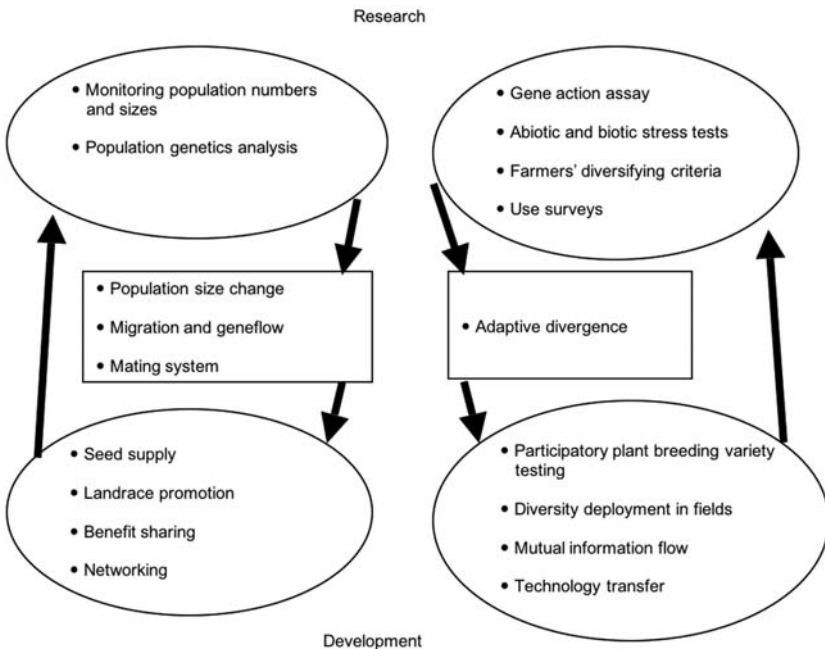 Research
• Monitoring population numbers
and sizes
• Population genetics analysis
• Gene action assay
• Abiotic and biotic stress tests
• Farmers' diversifying criteria
• Use surveys
• Population size change
• Migration and geneflow
• Mating system
• Adaptive divergence
• Seed supply
• Landrace promotion
• Benefit sharing
• Networking
• Participatory plant breeding variety
testing
• Diversity deployment in fields
• Mutual information flow
• Technology transfer
Development